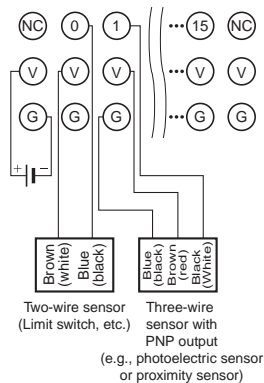 NC 0 1 ••• 15 NC
V V V ••• V V
G G G ••• G G
+ −
Brown
(white)
Blue
(black)
Blue
(black)
Brown
(red)
Black
(White)
Two-wire sensor
(Limit switch, etc.)
Three-wire
sensor with
PNP output
(e.g., photoelectric sensor
or proximity sensor)